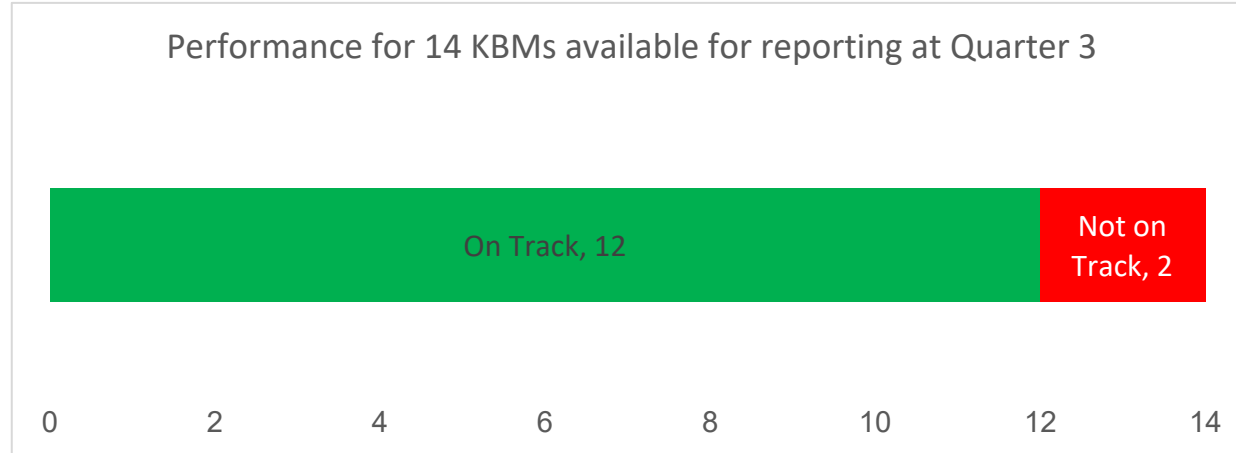 Performance for 14 KBMs available for reporting at Quarter 3
On Track, 12
Not on
Track, 2
0 2 4 6 8 10 12 14